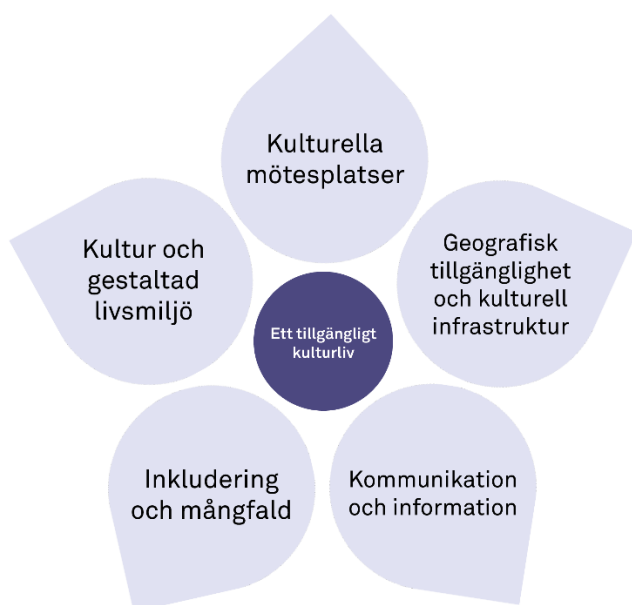 Kulturella
mötesplatser
Geografisk
tillgänglighet
och kulturell
infrastruktur
Kommunikation
och information
Inkludering
och mångfald
Kultur och
gestaltad
livsmiljö
Ett tillgängligt
kulturliv